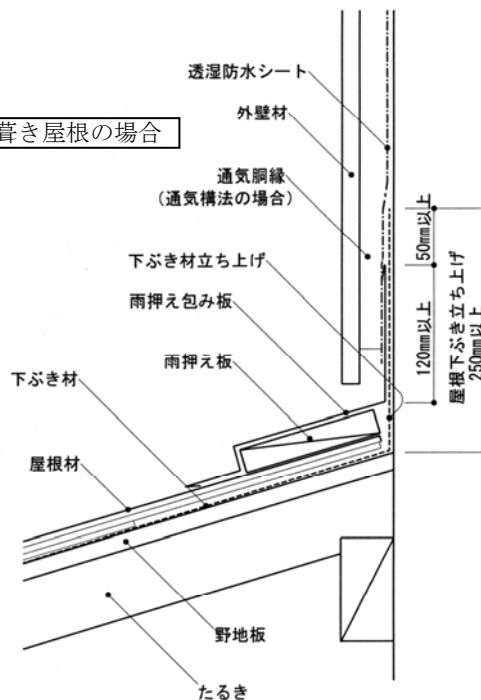 透湿防水シート
外壁材
葺き屋根の場合
通気胴縁
(通気構法の場合)
下ぶき材立ち上げ
雨押え包み板
雨押え板
下ぶき材
屋根材
野地板
たるき
50mm以上
120mm以上
屋根下ぶき立ち上げ
250mm以上